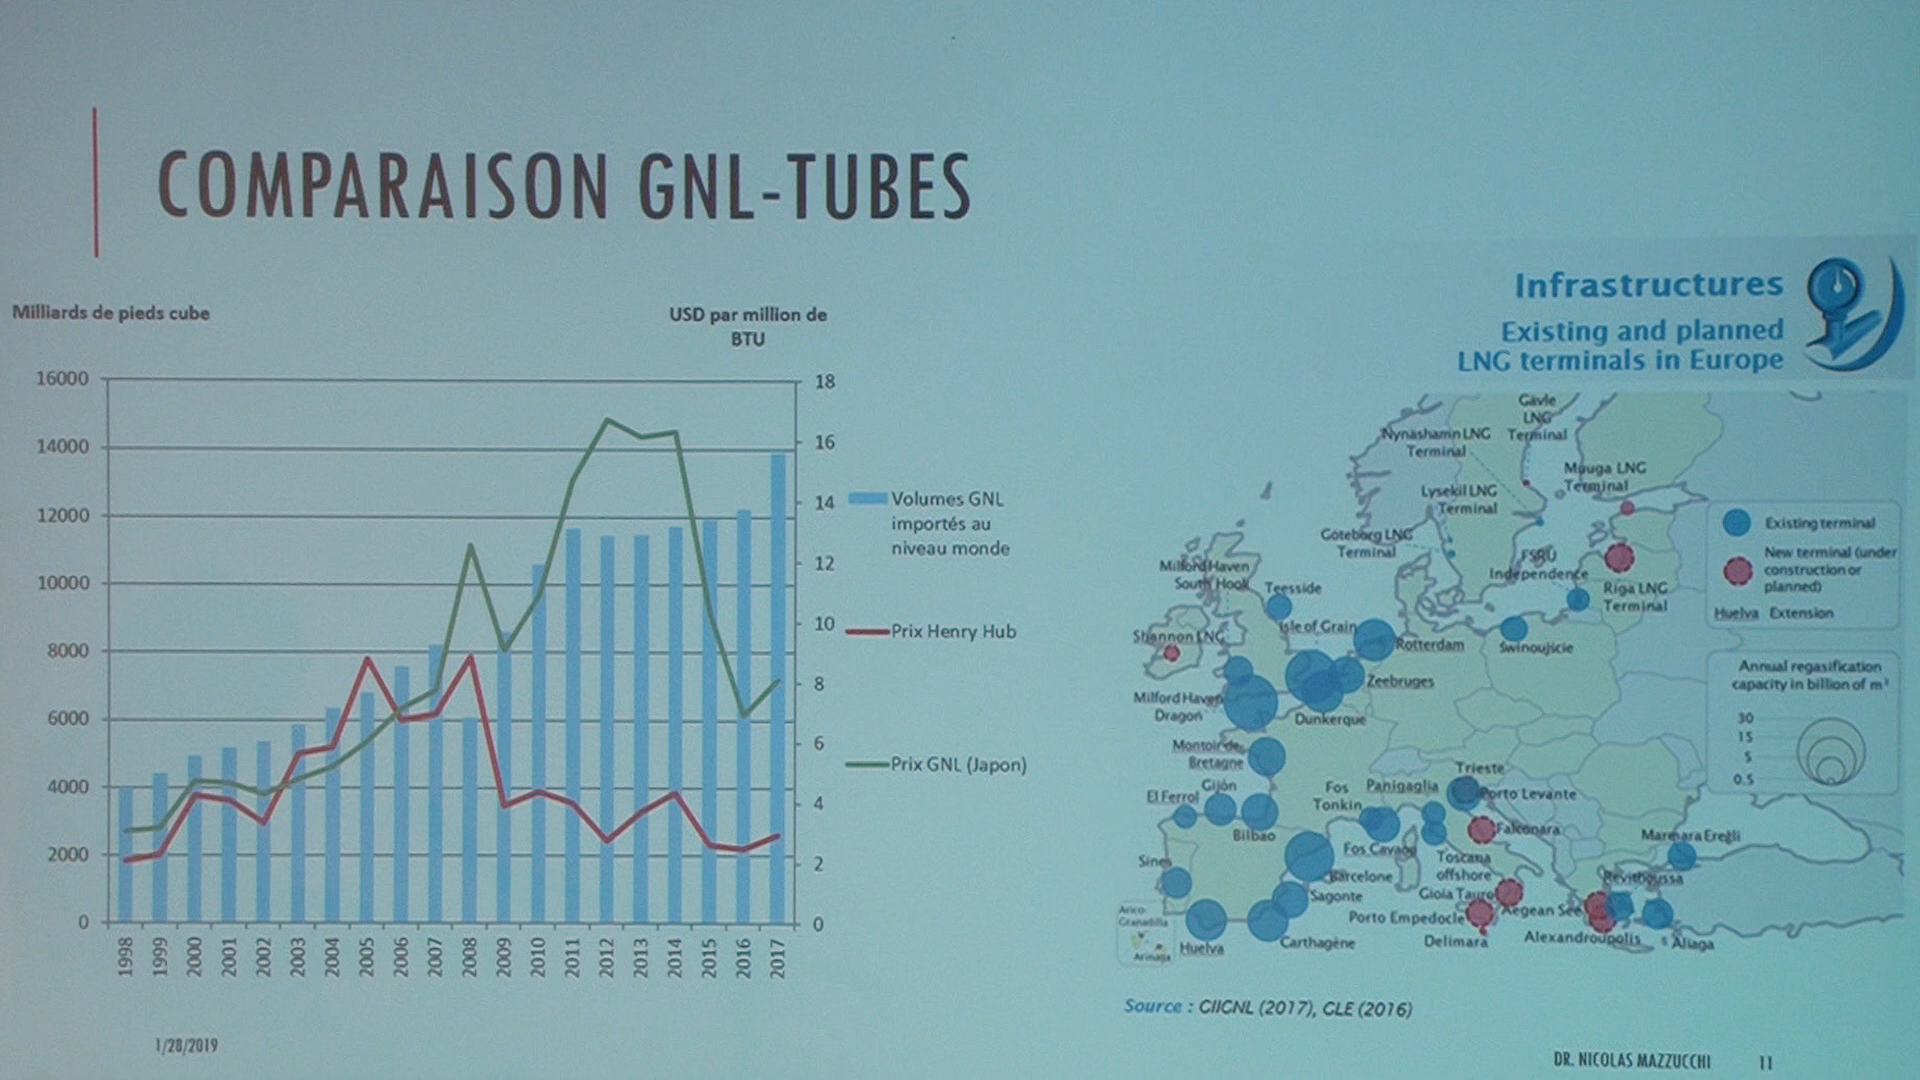 COMPARAISON GNL-TUBES
Milliards de pieds cube
USD par million de
BTU
16000
14000
12000
10000
8000
6000
4000
2000
0
18
16
14
12
10
8
6
4
2
0
1998
1999
2000
2001
2002
2003
2004
2005
2006
2007
2008
2009
2010
2011
2012
2013
2014
2015
2016
2017
Volumes GNL
importés au
niveau monde
Prix Henry Hub
Prix GNL (Japon)
Infrastructures
Existing and planned
LNG terminals in Europe
Gävle
LNG
Terminal
Nynäshamn LNG
Terminal
Muuga LNG
Terminal
Lysekil LNG
Terminal
Göteborg LNG
Terminal
FSRU
Independence
Riga LNG
Terminal
Milford Haven
South Hook
Teesside
Isle of Grain
Shannon LNG
Rotterdam
Swinoujscie
Zeebruges
Milford Haven
Dragon
Dunkerque
Montoir-de-
Bretagne
Gijón
El Ferrol
Bilbao
Fos
Tonkin
Panigaglia
Trieste
Porto Levante
Falconara
Fos Cavaou
Toscana
offshore
Marmara Ereğli
Revithoussa
Sines
Barcelone
Sagonte
Gioia Tauro
Porto Empedocle
Aegean See
Delimara
Alexandroupolis
Aliaga
Huelva
Carthagène
Arico-
Granadilla
Arinaga
Existing terminal
New terminal (under
construction or
planned)
Huelva Extension
Annual regasification
capacity in billion of m³
30
15
5
0.5
Source : GIIGNL (2017), GLE (2016)
1/28/2019
DR. NICOLAS MAZZUCCHI 11